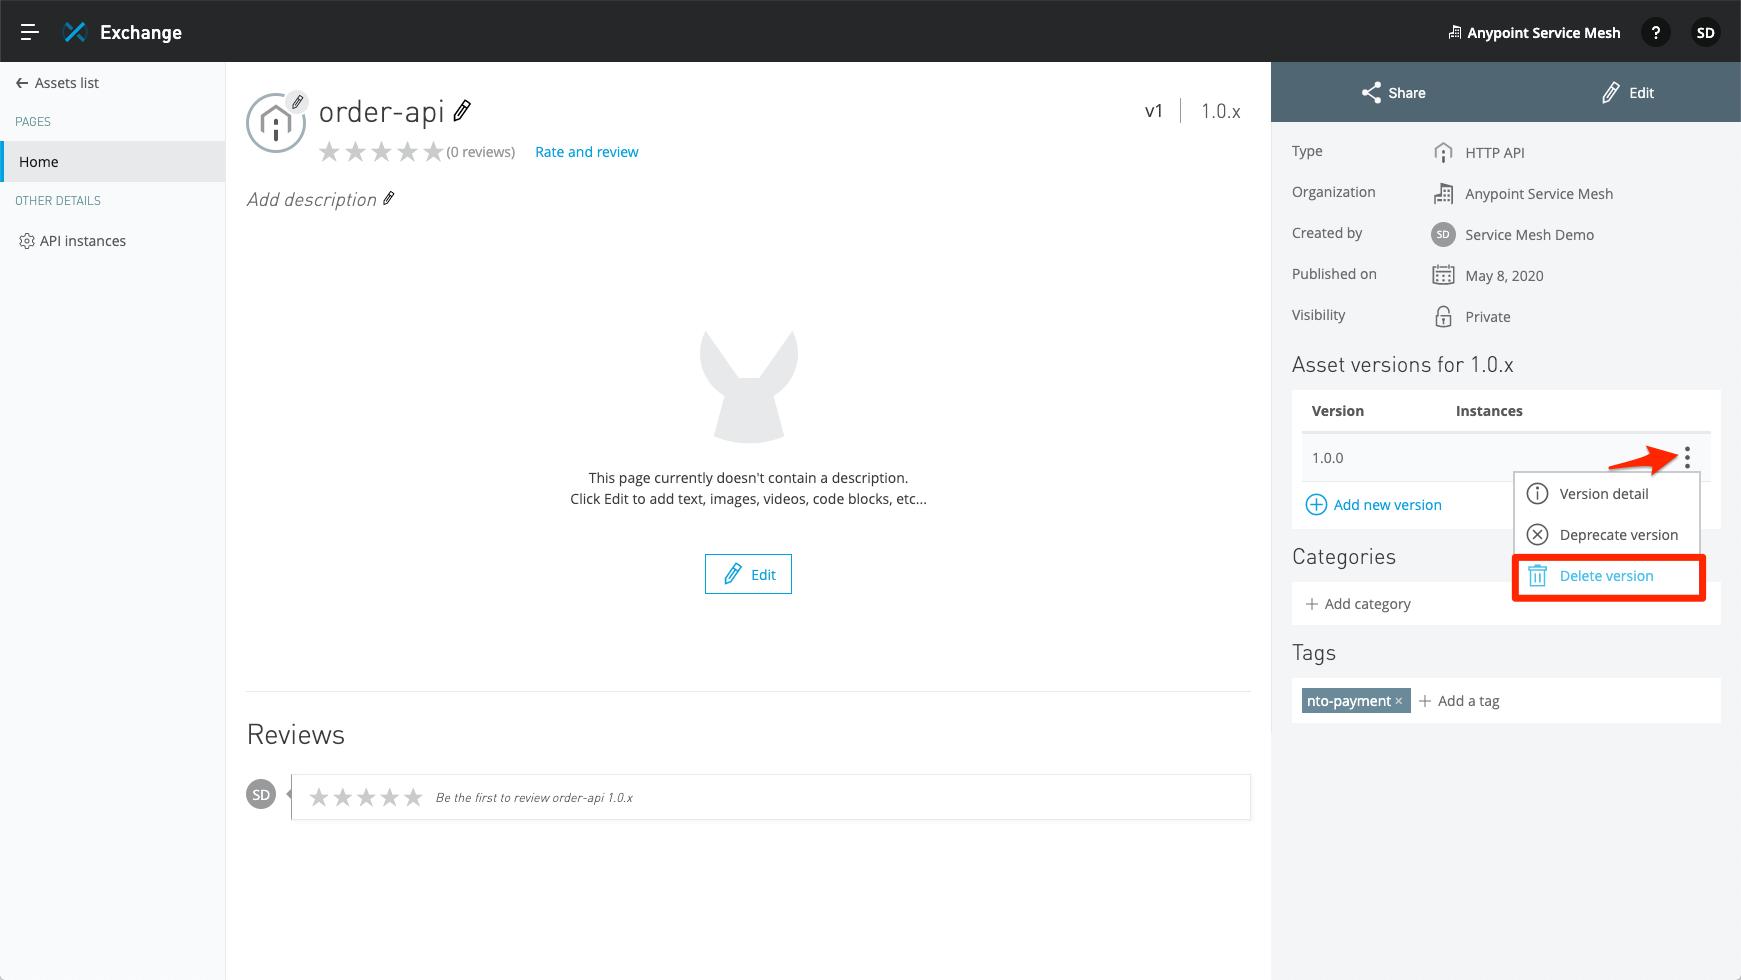 Exchange
Anypoint Service Mesh
?
SD
Assets list
PAGES
Home
OTHER DETAILS
API instances
order-api
v1
1.0.x
(0 reviews)
Rate and review
Add description
This page currently doesn't contain a description.
Click Edit to add text, images, videos, code blocks, etc...
Edit
Reviews
SD
Be the first to review order-api 1.0.x
Share
Edit
Type
HTTP API
Organization
Anypoint Service Mesh
Created by
SD
Service Mesh Demo
Published on
May 8, 2020
Visibility
Private
Asset versions for 1.0.x
Version
Instances
1.0.0
Version detail
Add new version
Deprecate version
Delete version
Categories
+ Add category
Tags
nto-payment ×
+ Add a tag